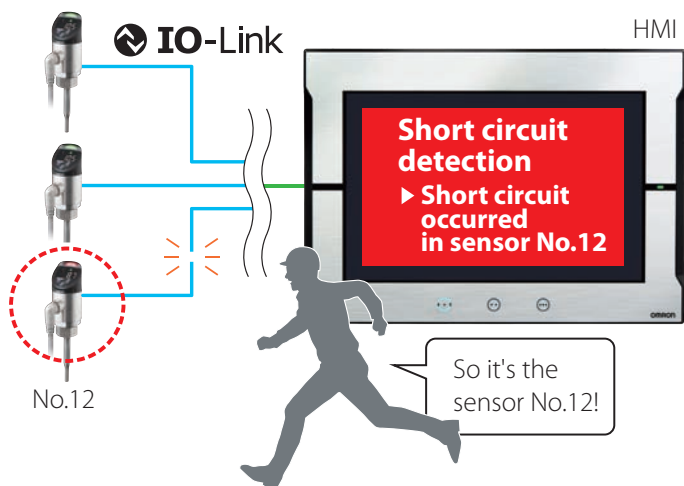 IO-Link
HMI
Short circuit
detection
▶ Short circuit
occurred
in sensor No.12
OMRON
No.12
So it's the
sensor No.12!